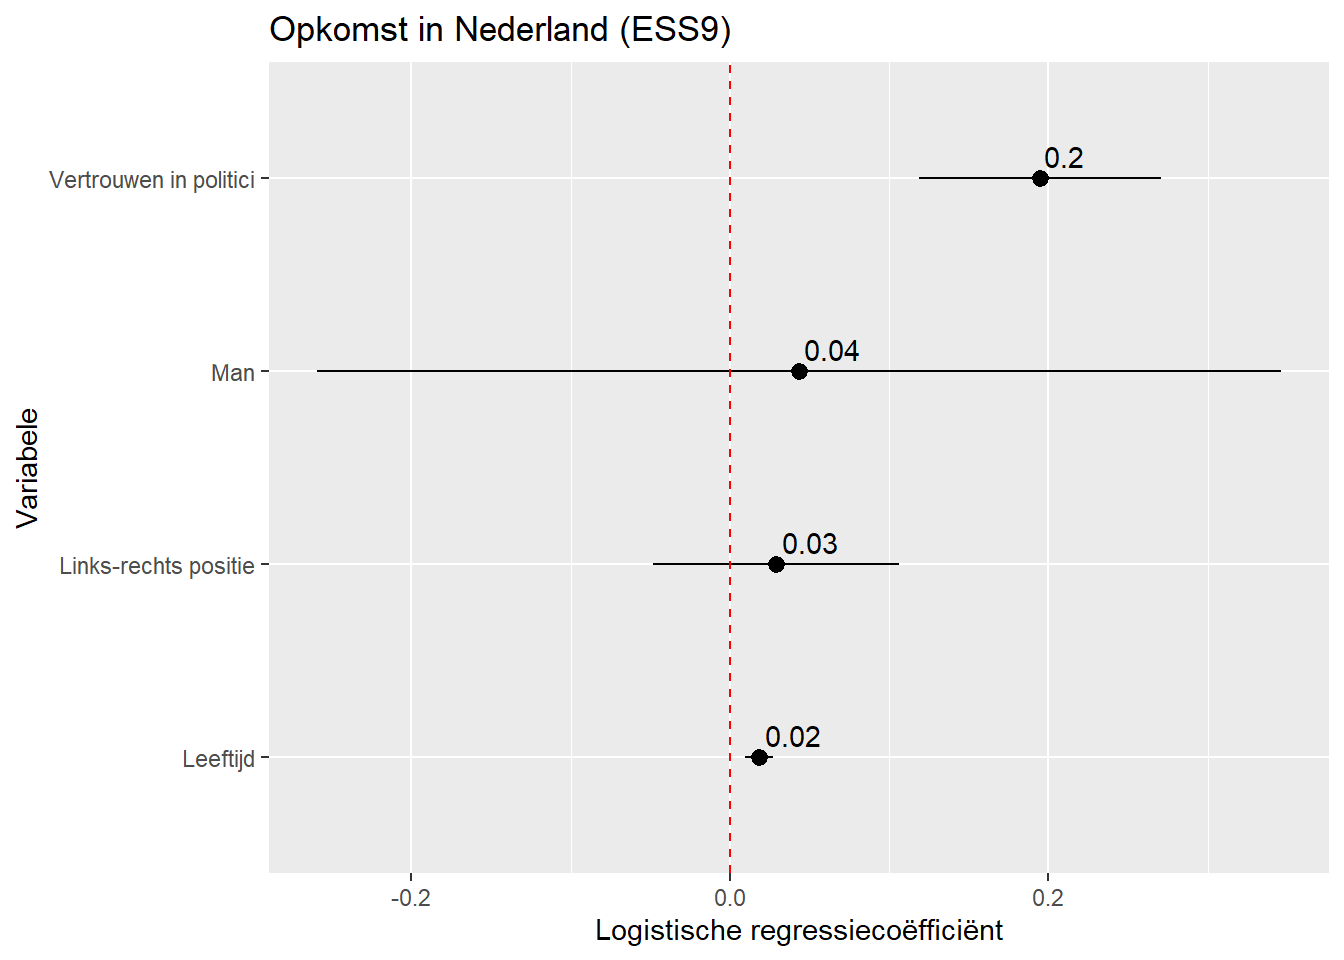 Opkomst in Nederland (ESS9)
Variabele
Vertrouwen in politici
0.2
Man
0.04
Links-rechts positie
0.03
Leeftijd
0.02
-0.2 0.0 0.2
Logistische regressiecoëfficiënt